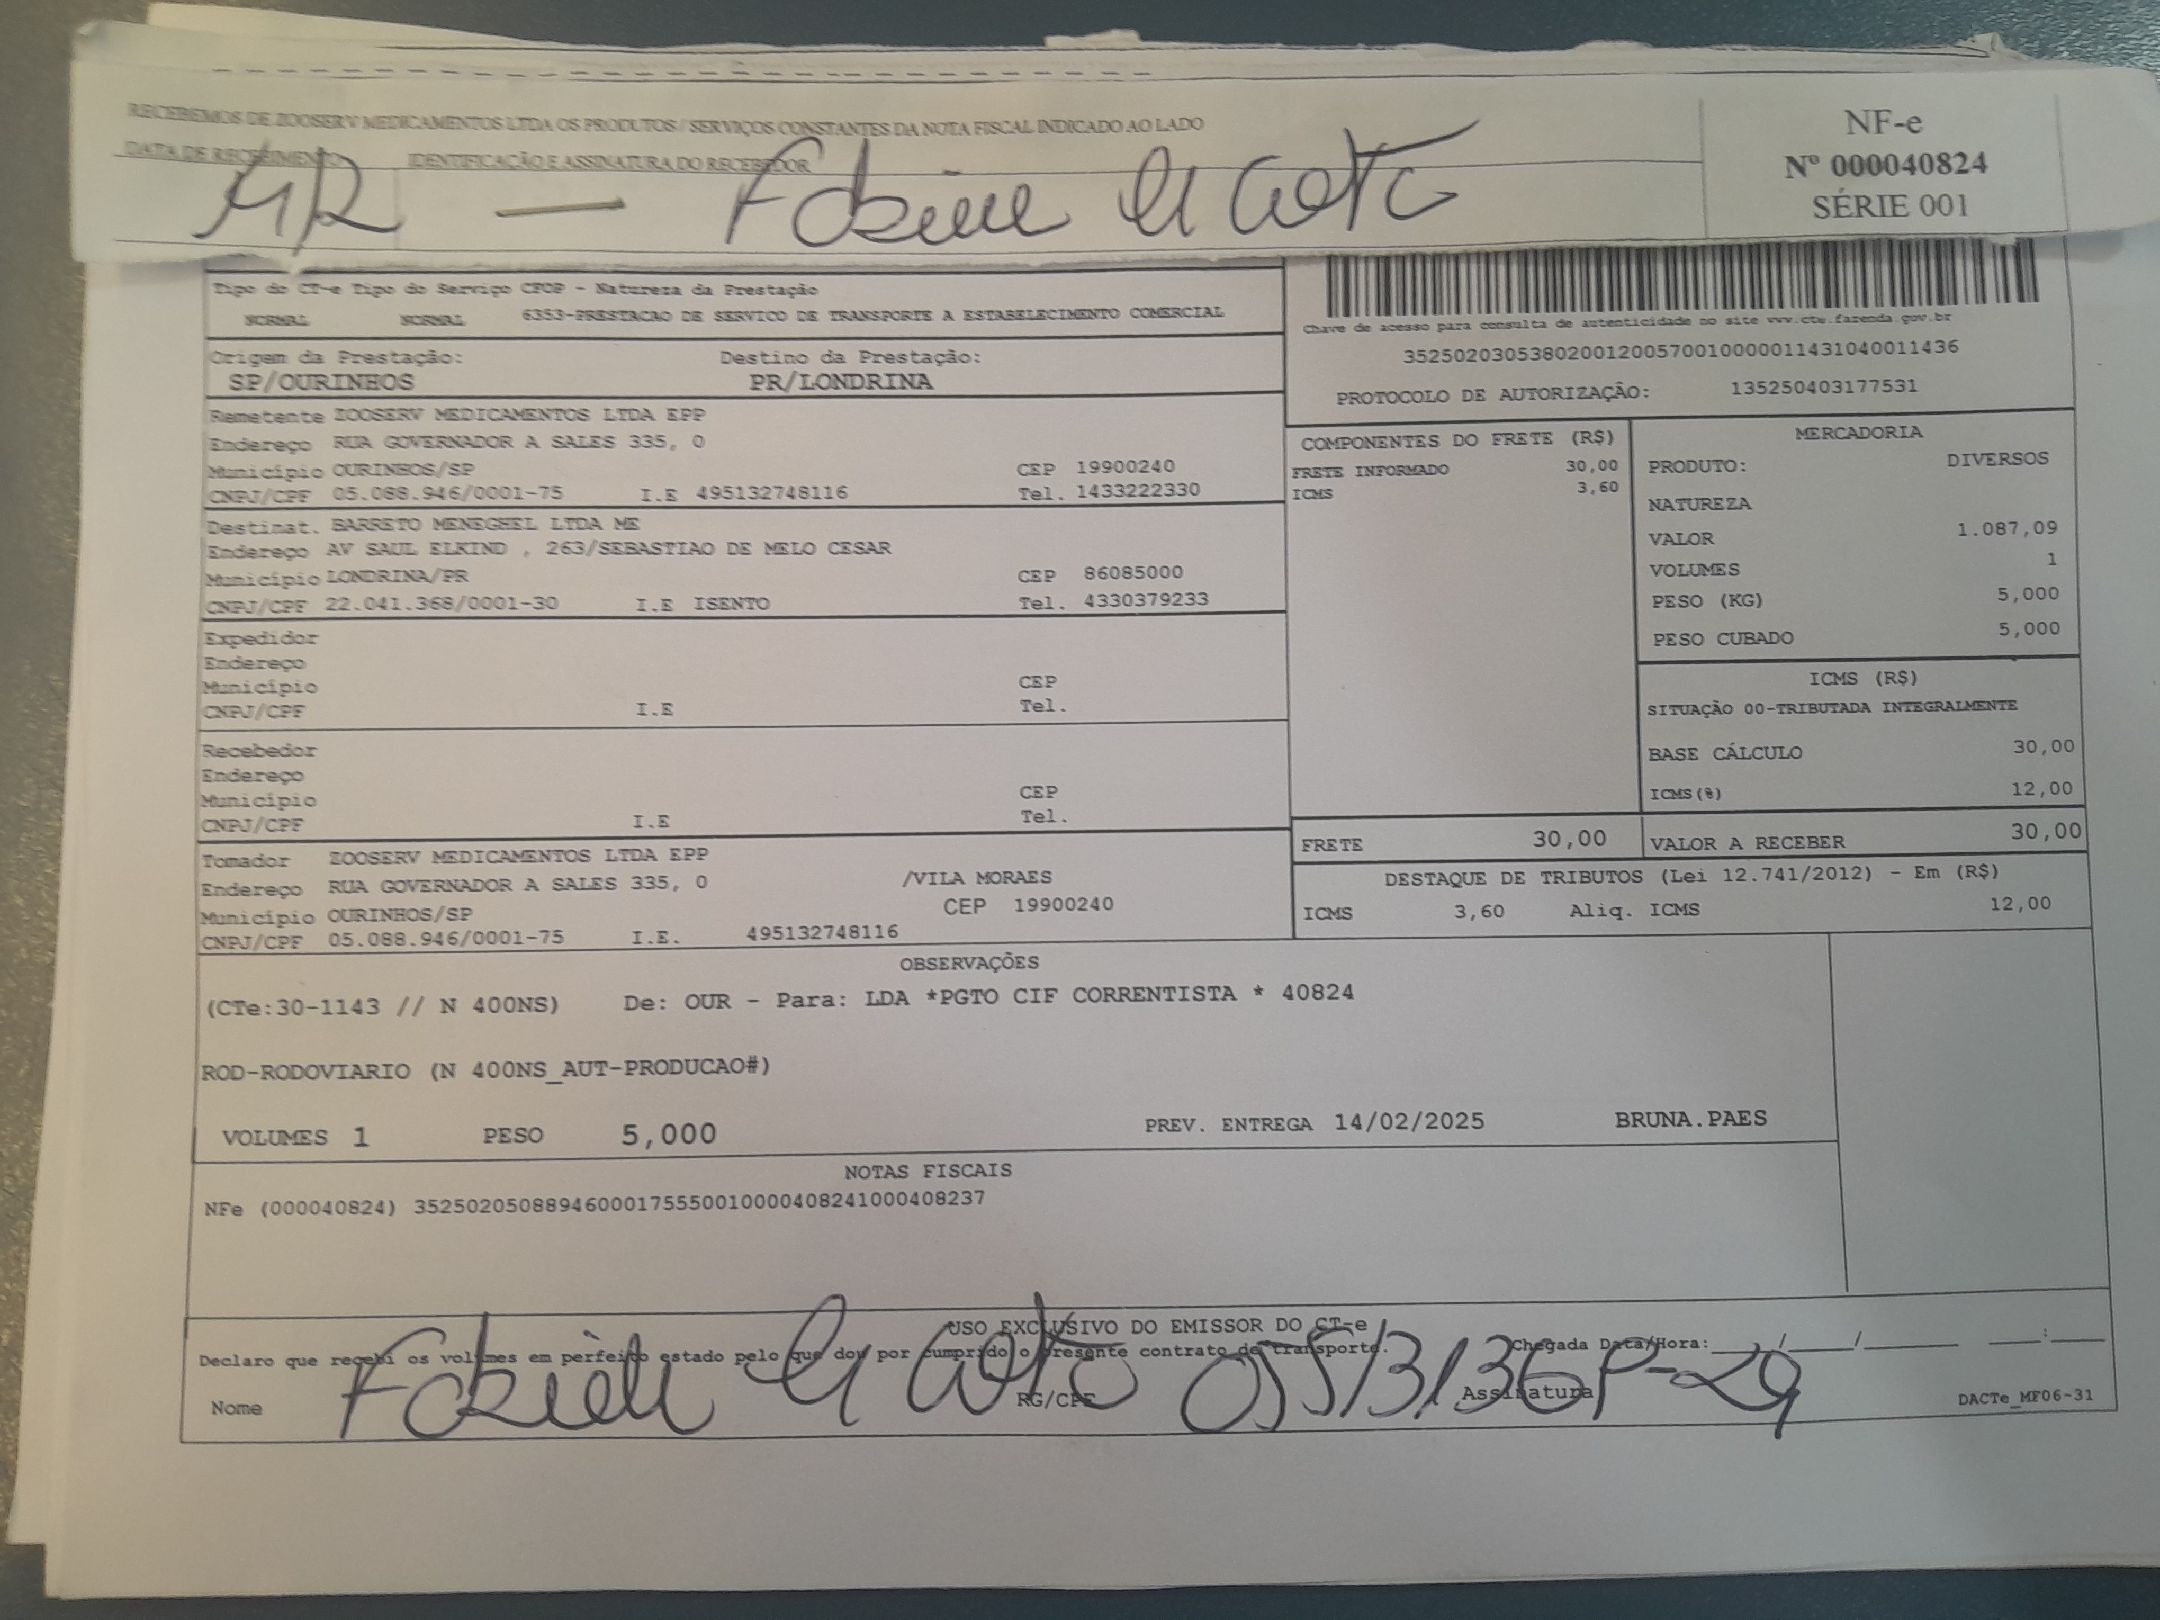 RECEBEMOS DE ZOOSERV MEDICAMENTOS LTDA OS PRODUTOS / SERVIÇOS CONSTANTES DA NOTA FISCAL INDICADO AO LADO
DATA DE RECEBIMENTO IDENTIFICAÇÃO E ASSINATURA DO RECEBEDOR
NF-e
Nº 000040824
SÉRIE 001
Tipo do CT-e Tipo do Serviço CFOP - Natureza da Prestação
NORMAL NORMAL 6353-PRESTACAO DE SERVICO DE TRANSPORTE A ESTABELECIMENTO COMERCIAL
Chave de acesso para consulta de autenticidade no site www.cte.fazenda.gov.br
35250203053802001200570010000011431040011436
PROTOCOLO DE AUTORIZAÇÃO: 135250403177531
Origem da Prestação: Destino da Prestação:
SP/OURINHOS PR/LONDRINA
Remetente ZOOSERV MEDICAMENTOS LTDA EPP
Endereço RUA GOVERNADOR A SALES 335, 0
Município OURINHOS/SP CEP 19900240
CNPJ/CPF 05.088.946/0001-75 I.E 495132748116 Tel. 1433222330
Destinat. BARRETO MENEGHEL LTDA ME
Endereço AV SAUL ELKIND , 263/SEBASTIAO DE MELO CESAR
Município LONDRINA/PR CEP 86085000
CNPJ/CPF 22.041.368/0001-30 I.E ISENTO Tel. 4330379233
Expedidor
Endereço
Município CEP
CNPJ/CPF I.E Tel.
Recebedor
Endereço
Município CEP
CNPJ/CPF I.E Tel.
Tomador ZOOSERV MEDICAMENTOS LTDA EPP
Endereço RUA GOVERNADOR A SALES 335, 0 /VILA MORAES
Município OURINHOS/SP CEP 19900240
CNPJ/CPF 05.088.946/0001-75 I.E. 495132748116
COMPONENTES DO FRETE (R$)
FRETE INFORMADO 30,00
ICMS 3,60
MERCADORIA
PRODUTO: DIVERSOS
NATUREZA
VALOR 1.087,09
VOLUMES 1
PESO (KG) 5,000
PESO CUBADO 5,000
ICMS (R$)
SITUAÇÃO 00-TRIBUTADA INTEGRALMENTE
BASE CÁLCULO 30,00
ICMS(%) 12,00
FRETE 30,00 VALOR A RECEBER 30,00
DESTAQUE DE TRIBUTOS (Lei 12.741/2012) - Em (R$)
ICMS 3,60 Aliq. ICMS 12,00
OBSERVAÇÕES
(CTe:30-1143 // N 400NS) De: OUR - Para: LDA *PGTO CIF CORRENTISTA * 40824
ROD-RODOVIARIO (N 400NS_AUT-PRODUCAO#)
VOLUMES 1 PESO 5,000 PREV. ENTREGA 14/02/2025 BRUNA.PAES
NOTAS FISCAIS
NFe (000040824) 35250205088946000175550010000408241000408237
USO EXCLUSIVO DO EMISSOR DO CT-e
Declaro que recebi os volumes em perfeito estado pelo que dou por cumprido o presente contrato de transporte. Chegada Data/Hora:____/____/______ ___:___
Nome RG/CPF Assinatura DACTe_MF06-31